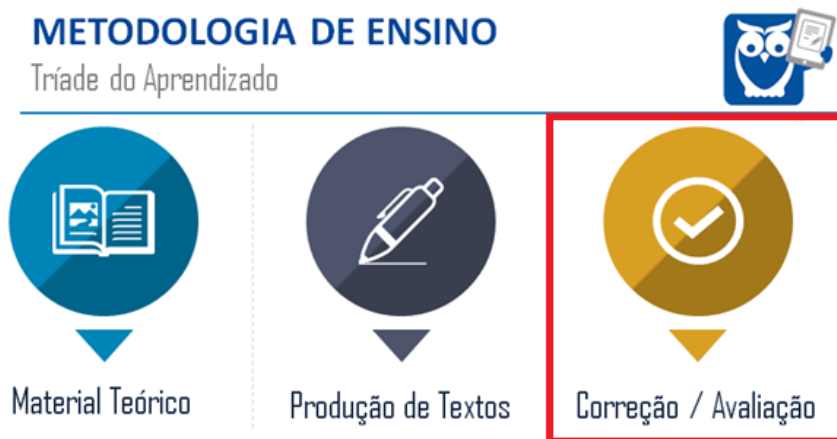 METODOLOGIA DE ENSINO
Tríade do Aprendizado
Material Teórico
Produção de Textos
Correção / Avaliação